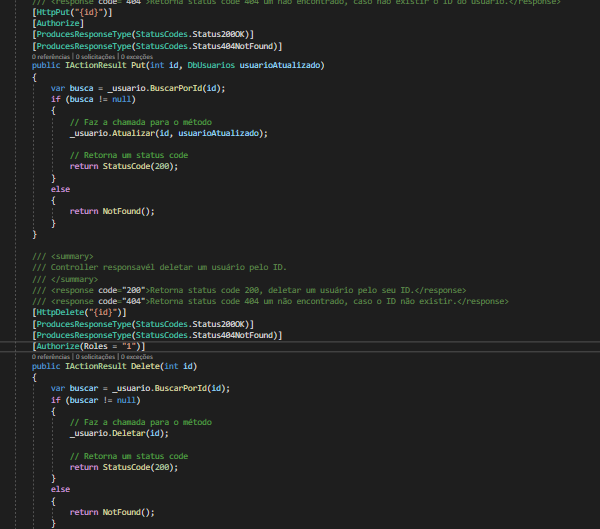 /// <response code="404">Retorna status code 404 um não encontrado, caso não existir o ID do usuário.</response>
[HttpPut("{id}")]
[Authorize]
[ProducesResponseType(StatusCodes.Status200OK)]
[ProducesResponseType(StatusCodes.Status404NotFound)]
0 referências | 0 solicitações | 0 exceções
public IActionResult Put(int id, DbUsuarios usuarioAtualizado)
{
var busca = _usuario.BuscarPorId(id);
if (busca != null)
{
// Faz a chamada para o método
_usuario.Atualizar(id, usuarioAtualizado);
// Retorna um status code
return StatusCode(200);
}
else
{
return NotFound();
}
}
/// <summary>
/// Controller responsavél deletar um usuário pelo ID.
/// </summary>
/// <response code="200">Retorna status code 200, deletar um usuário pelo seu ID.</response>
/// <response code="404">Retorna status code 404 um não encontrado, caso o ID não existir.</response>
[HttpDelete("{id}")]
[ProducesResponseType(StatusCodes.Status200OK)]
[ProducesResponseType(StatusCodes.Status404NotFound)]
[Authorize(Roles = "1")]
0 referências | 0 solicitações | 0 exceções
public IActionResult Delete(int id)
{
var buscar = _usuario.BuscarPorId(id);
if (buscar != null)
{
// Faz a chamada para o método
_usuario.Deletar(id);
// Retorna um status code
return StatusCode(200);
}
else
{
return NotFound();
}